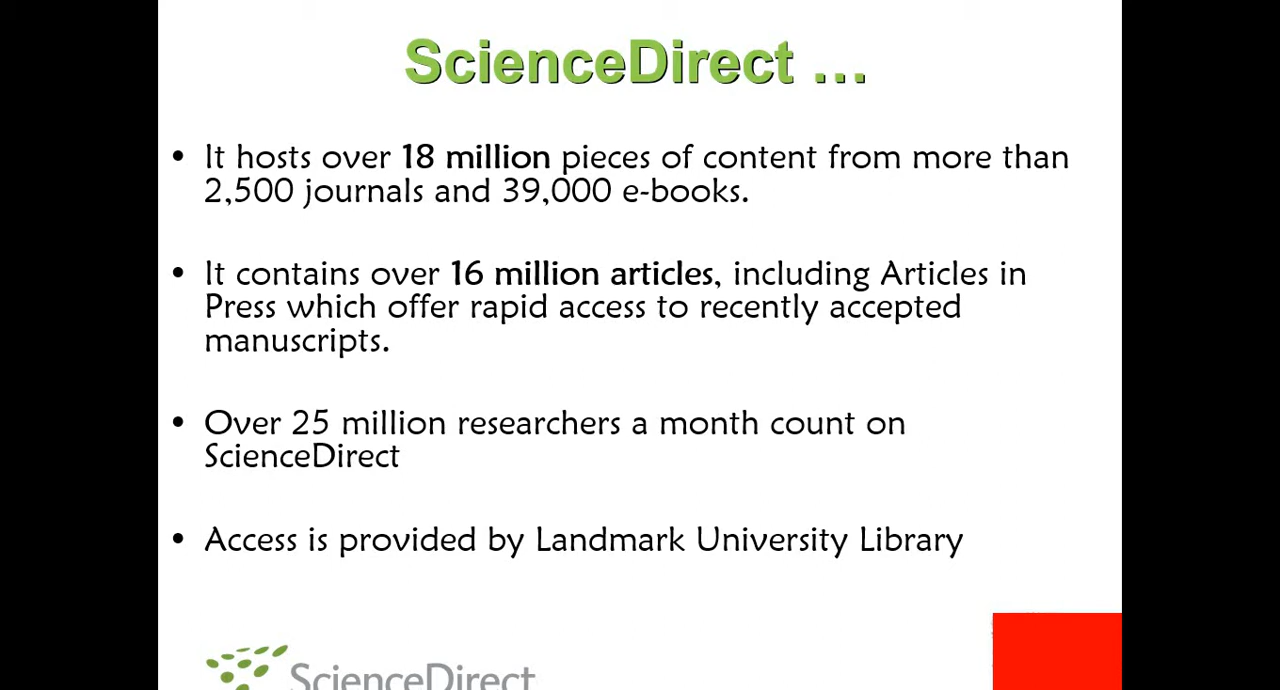 ScienceDirect ...
• It hosts over 18 million pieces of content from more than
2,500 journals and 39,000 e-books.
• It contains over 16 million articles, including Articles in
Press which offer rapid access to recently accepted
manuscripts.
• Over 25 million researchers a month count on
ScienceDirect
• Access is provided by Landmark University Library
ScienceDirect